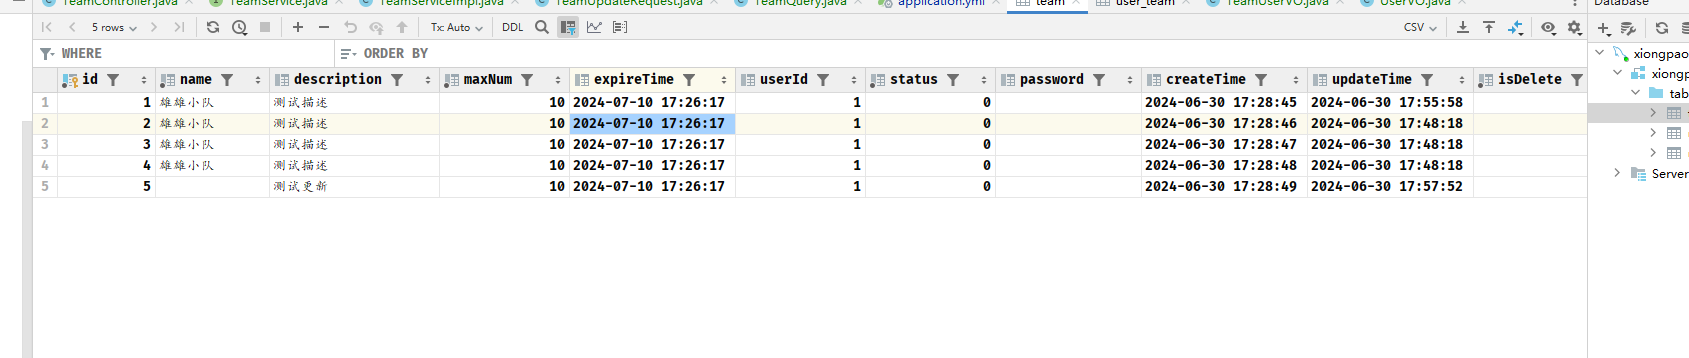 TeamController.java TeamService.java TeamServiceImpl.java TeamUpdateRequest.java TeamQuery.java application.yml team user_team TeamUserVO.java UserVO.java Database
5 rows Tx: Auto DDL CSV
WHERE ORDER BY
id name description maxNum expireTime userId status password createTime updateTime isDelete
1 1 雄雄小队 测试描述 10 2024-07-10 17:26:17 1 0 2024-06-30 17:28:45 2024-06-30 17:55:58
2 2 雄雄小队 测试描述 10 2024-07-10 17:26:17 1 0 2024-06-30 17:28:46 2024-06-30 17:48:18
3 3 雄雄小队 测试描述 10 2024-07-10 17:26:17 1 0 2024-06-30 17:28:47 2024-06-30 17:48:18
4 4 雄雄小队 测试描述 10 2024-07-10 17:26:17 1 0 2024-06-30 17:28:48 2024-06-30 17:48:18
5 5 测试更新 10 2024-07-10 17:26:17 1 0 2024-06-30 17:28:49 2024-06-30 17:57:52
xiongpao
xiongp
tab
Server